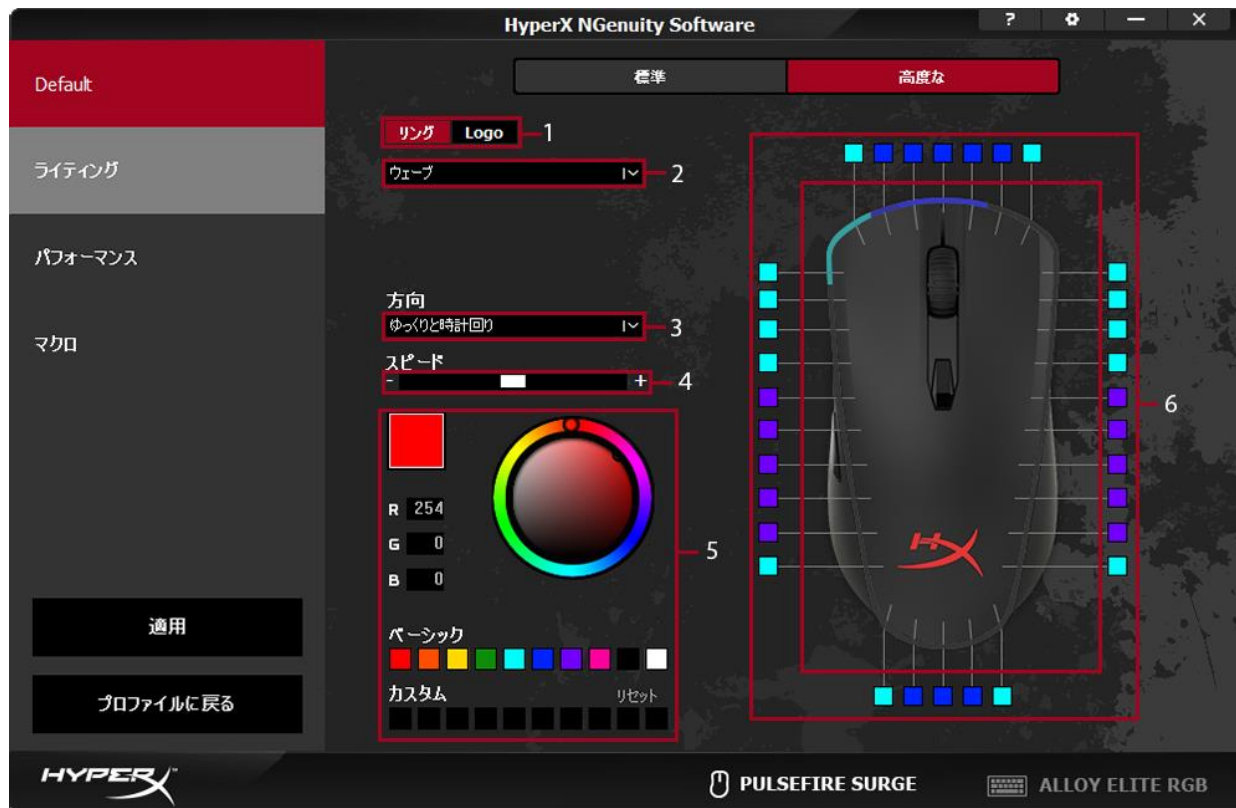 HyperX NGenuity Software
?
Default
ライティング
パフォーマンス
マクロ
適用
プロファイルに戻る
標準
高度な
リング Logo 1
ウェーブ 2
方向
ゆっくりと時計回り 3
スピード
- + 4
R 254
G 0
B 0
5
ベーシック
カスタム リセット
6
HYPERX
PULSEFIRE SURGE
ALLOY ELITE RGB